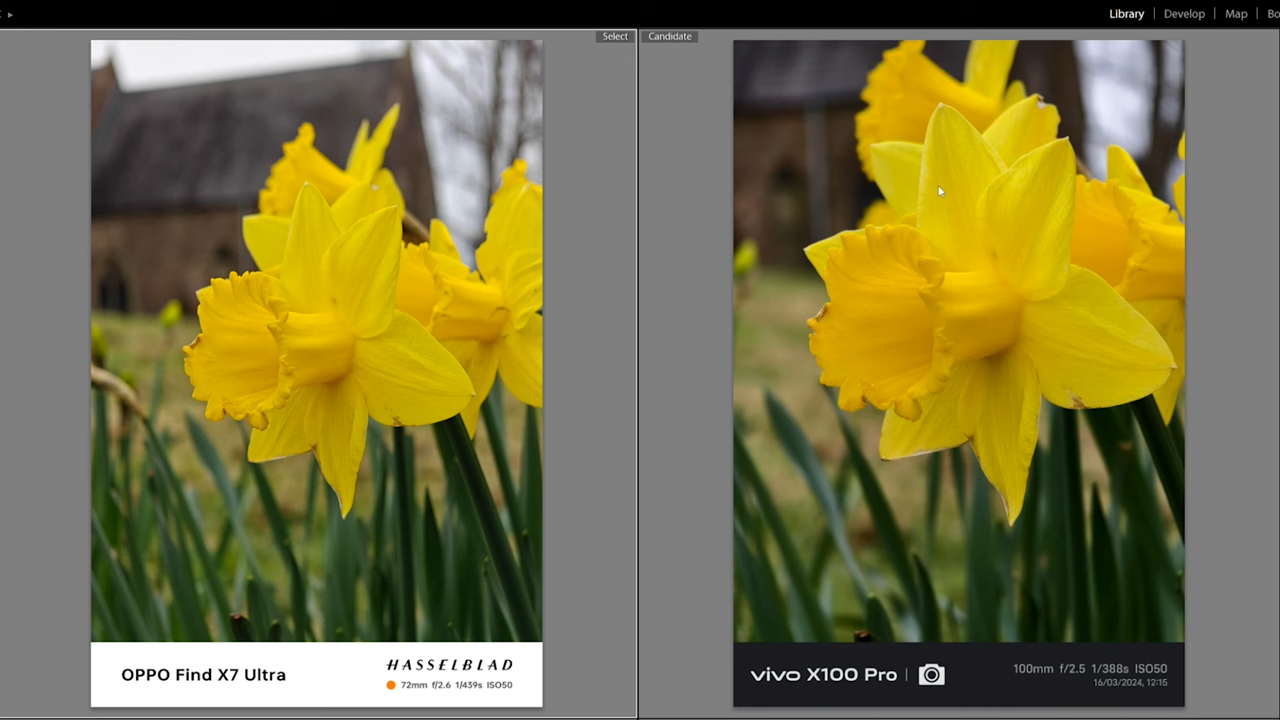 Library | Develop | Map | Bo
Select
Candidate
OPPO Find X7 Ultra
HASSELBLAD
72mm f/2.6 1/439s ISO50
vivo X100 Pro
100mm f/2.5 1/388s ISO50
16/03/2024, 12:15